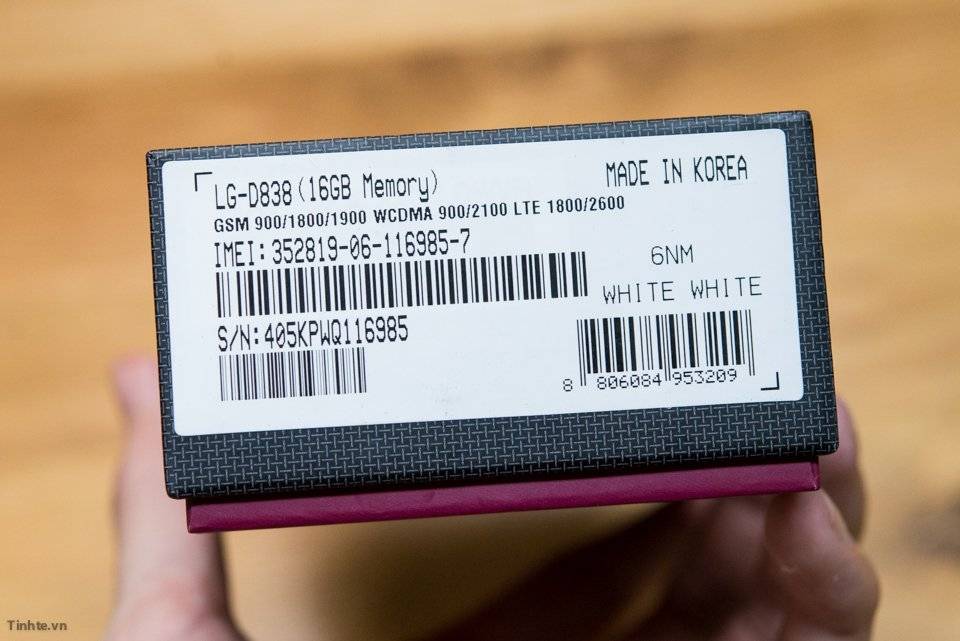 LG-D838(16GB Memory)
MADE IN KOREA
GSM 900/1800/1900 WCDMA 900/2100 LTE 1800/2600
IMEI:352819-06-116985-7
6NM
WHITE WHITE
S/N:405KPWQ116985
8 806084 953209
Tinhte.vn